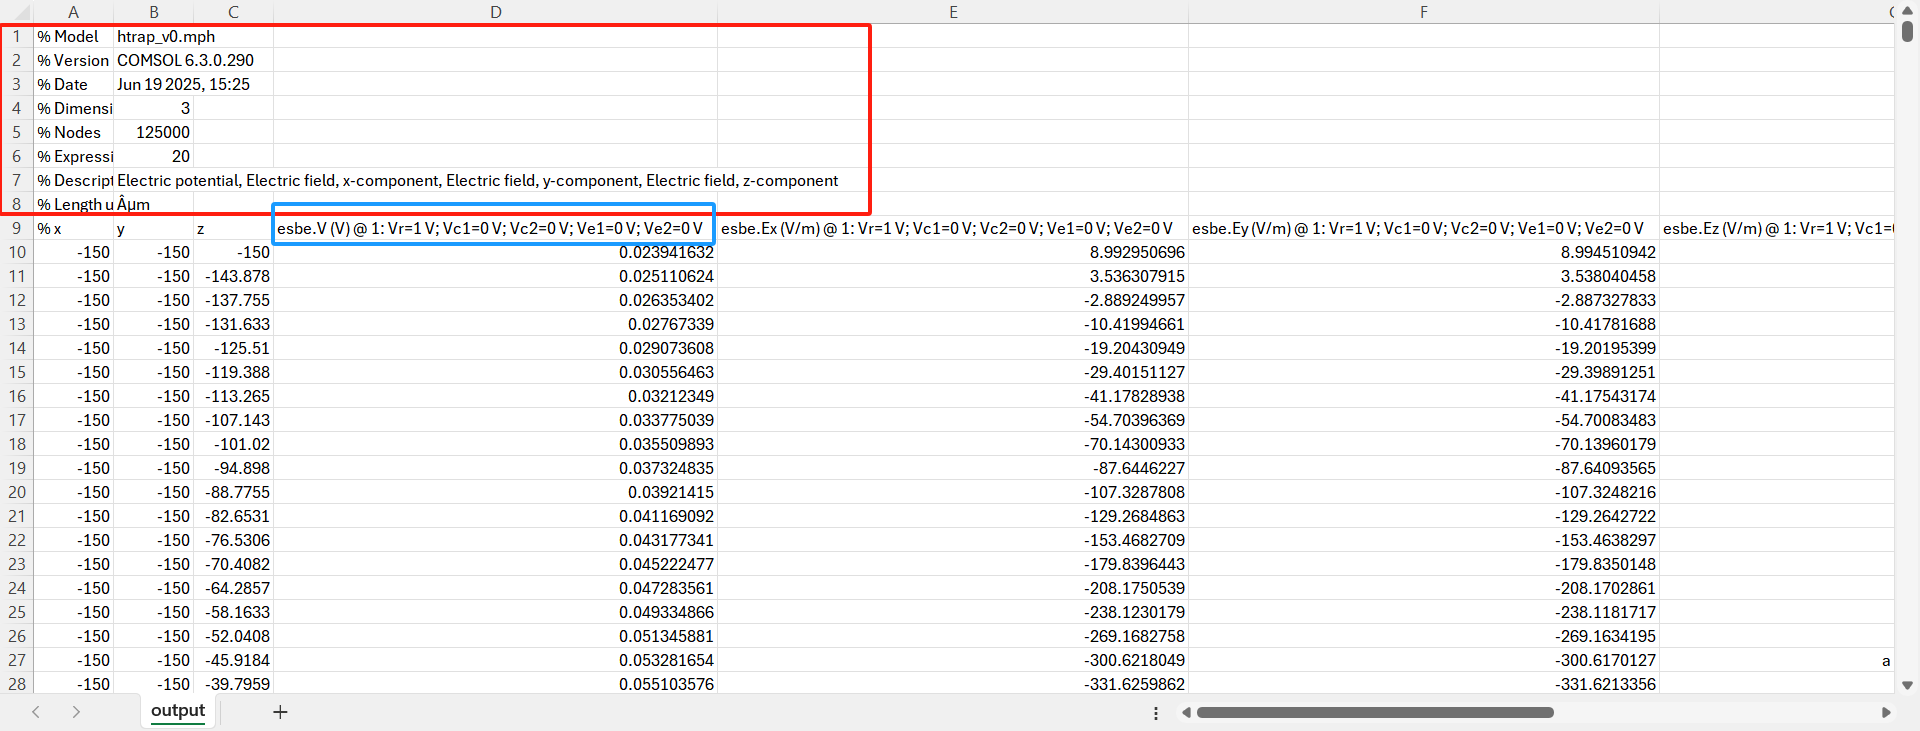 A B C D E F
1 % Model htrap_v0.mph
2 % Version COMSOL 6.3.0.290
3 % Date Jun 19 2025, 15:25
4 % Dimensi 3
5 % Nodes 125000
6 % Expressi 20
7 % Descript Electric potential, Electric field, x-component, Electric field, y-component, Electric field, z-component
8 % Length u Âµm
9 % x y z esbe.V (V) @ 1: Vr=1 V; Vc1=0 V; Vc2=0 V; Ve1=0 V; Ve2=0 V esbe.Ex (V/m) @ 1: Vr=1 V; Vc1=0 V; Vc2=0 V; Ve1=0 V; Ve2=0 V esbe.Ey (V/m) @ 1: Vr=1 V; Vc1=0 V; Vc2=0 V; Ve1=0 V; Ve2=0 V esbe.Ez (V/m) @ 1: Vr=1 V; Vc1=
10 -150 -150 -150 0.023941632 8.992950696 8.994510942
11 -150 -150 -143.878 0.025110624 3.536307915 3.538040458
12 -150 -150 -137.755 0.026353402 -2.889249957 -2.887327833
13 -150 -150 -131.633 0.02767339 -10.41994661 -10.41781688
14 -150 -150 -125.51 0.029073608 -19.20430949 -19.20195399
15 -150 -150 -119.388 0.030556463 -29.40151127 -29.39891251
16 -150 -150 -113.265 0.03212349 -41.17828938 -41.17543174
17 -150 -150 -107.143 0.033775039 -54.70396369 -54.70083483
18 -150 -150 -101.02 0.035509893 -70.14300933 -70.13960179
19 -150 -150 -94.898 0.037324835 -87.6446227 -87.64093565
20 -150 -150 -88.7755 0.03921415 -107.3287808 -107.3248216
21 -150 -150 -82.6531 0.041169092 -129.2684863 -129.2642722
22 -150 -150 -76.5306 0.043177341 -153.4682709 -153.4638297
23 -150 -150 -70.4082 0.045222477 -179.8396443 -179.8350148
24 -150 -150 -64.2857 0.047283561 -208.1750539 -208.1702861
25 -150 -150 -58.1633 0.049334866 -238.1230179 -238.1181717
26 -150 -150 -52.0408 0.051345881 -269.1682758 -269.1634195
27 -150 -150 -45.9184 0.053281654 -300.6218049 -300.6170127 a
28 -150 -150 -39.7959 0.055103576 -331.6259862 -331.6213356
output